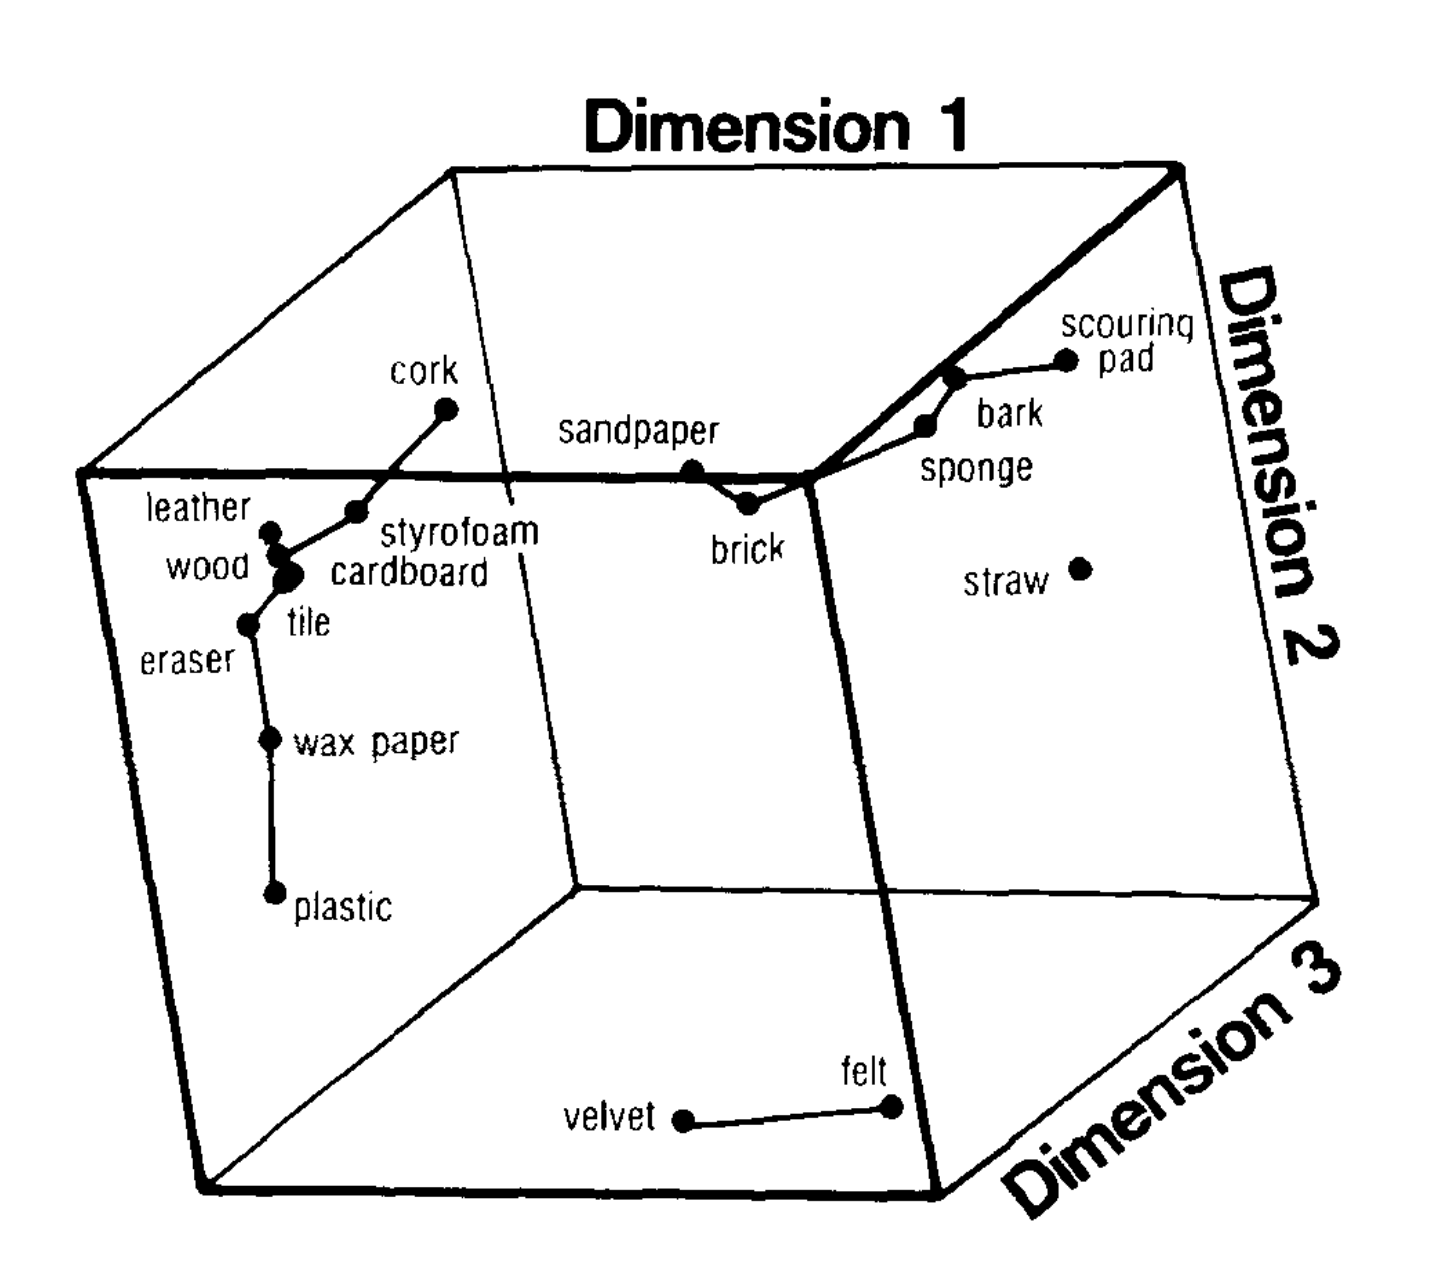 Dimension 1
Dimension 2
scouring
pad
cork
bark
sandpaper
sponge
leather
styrofoam
brick
wood
cardboard
straw
tile
eraser
wax paper
plastic
Dimension 3
felt
velvet